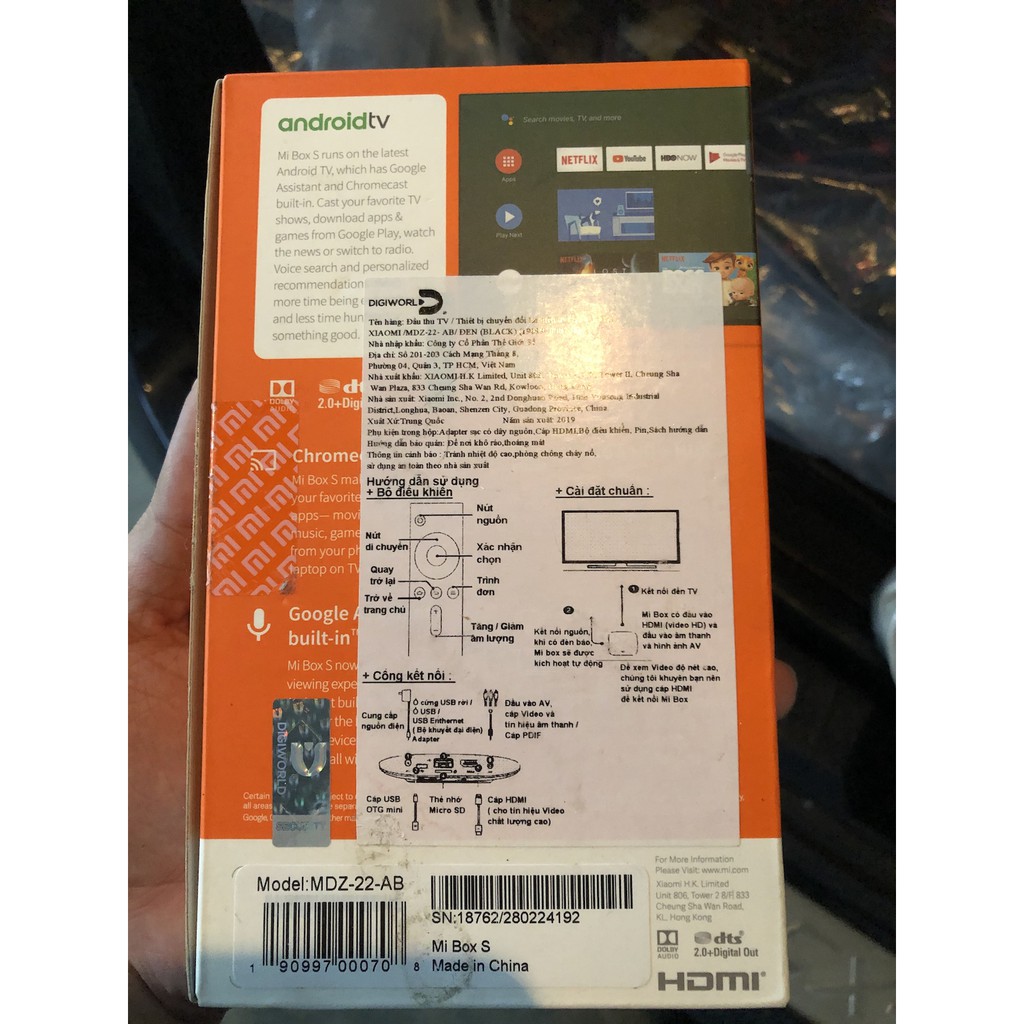 androidtv
Mi Box S runs on the latest
Android TV, which has Google
Assistant and Chromecast
built-in. Cast your favorite TV
shows, download apps &
games from Google Play, watch
the news or switch to radio.
Voice search and personalized
recommendation
more time being
and less time hun
something good.
Search movies, TV, and more
Apps
NETFLIX
YouTube
HBO NOW
Play Next
NETFLIX
NETFLIX
DOLBY
AUDIO
2.0+Digi
Chromec
Mi Box S mak
your favorite
apps— movi
music, game
from your ph
laptop on TV
Google A
built-in™
Mi Box S now
viewing expe
DIGIWORLD
Tên hàng: Đầu thu TV / Thiết bị chuyển đổi
XIAOMI /MDZ-22- AB/ ĐEN (BLACK)
Nhà nhập khẩu: Công ty Cổ Phần Thế Giới Số
Địa chỉ: Số 201-203 Cách Mạng Tháng 8,
Phường 04, Quận 3, TP HCM, Việt Nam
Nhà xuất khẩu: XIAOMI H.K Limited, Unit Tower II, Cheung Sha
Wan Plaza, 833 Cheung Sha Wan Rd, Kowloon,
Nhà sản xuất: Xiaomi Inc., No. 2, 2nd Donghuan Road,
District,Longhua, Baoan, Shenzen City, Guadong Province, China
Xuất Xứ:Trung Quốc Năm sản xuất: 2019
Phụ kiện trong hộp:Adapter sạc có dây nguồn,Cáp HDMI,Bộ điều khiển, Pin,Sách hướng dẫn
Hướng dẫn bảo quản: Để nơi khô ráo,thoáng mát
Thông tin cảnh báo : Tránh nhiệt độ cao,phòng chống cháy nổ,
sử dụng an toàn theo nhà sản xuất
Hướng dẫn sử dụng
+ Bộ điều khiển
+ Cài đặt chuẩn :
Nút
nguồn
Nút
di chuyển
Xác nhận
chọn
Quay
trở lại
Trình
đơn
Trở về
trang chủ
Tăng / Giảm
âm lượng
1 Kết nối đến TV
Mi Box có đầu vào
HDMI (video HD) và
đầu vào âm thanh
và hình ảnh AV
2
Kết nối nguồn,
khi có đèn báo,
Mi box sẽ được
kích hoạt tự động
Để xem Video độ nét cao,
chúng tôi khuyên bạn nên
sử dụng cáp HDMI
để kết nối Mi Box
+ Cổng kết nối :
Cung cấp
nguồn điện
Ổ cứng USB rời /
Ổ USB /
USB Enthernet
( Bộ khuyết đại điện)
Adapter
Đầu vào AV,
cáp Video và
tín hiệu âm thanh /
Cáp PDIF
Cáp USB
OTG mini
Thẻ nhớ
Micro SD
Cáp HDMI
( cho tín hiệu Video
chất lượng cao)
DIGIWORLD
Model:MDZ-22-AB
1 90997 00070 8
SN:18762/280224192
Mi Box S
Made in China
For More Information
Please Visit: www.mi.com
Xiaomi H.K. Limited
Unit 806, Tower 2 8/F, 833
Cheung Sha Wan Road,
KL, Hong Kong
DOLBY
AUDIO
dts
2.0+Digital Out
HDMI